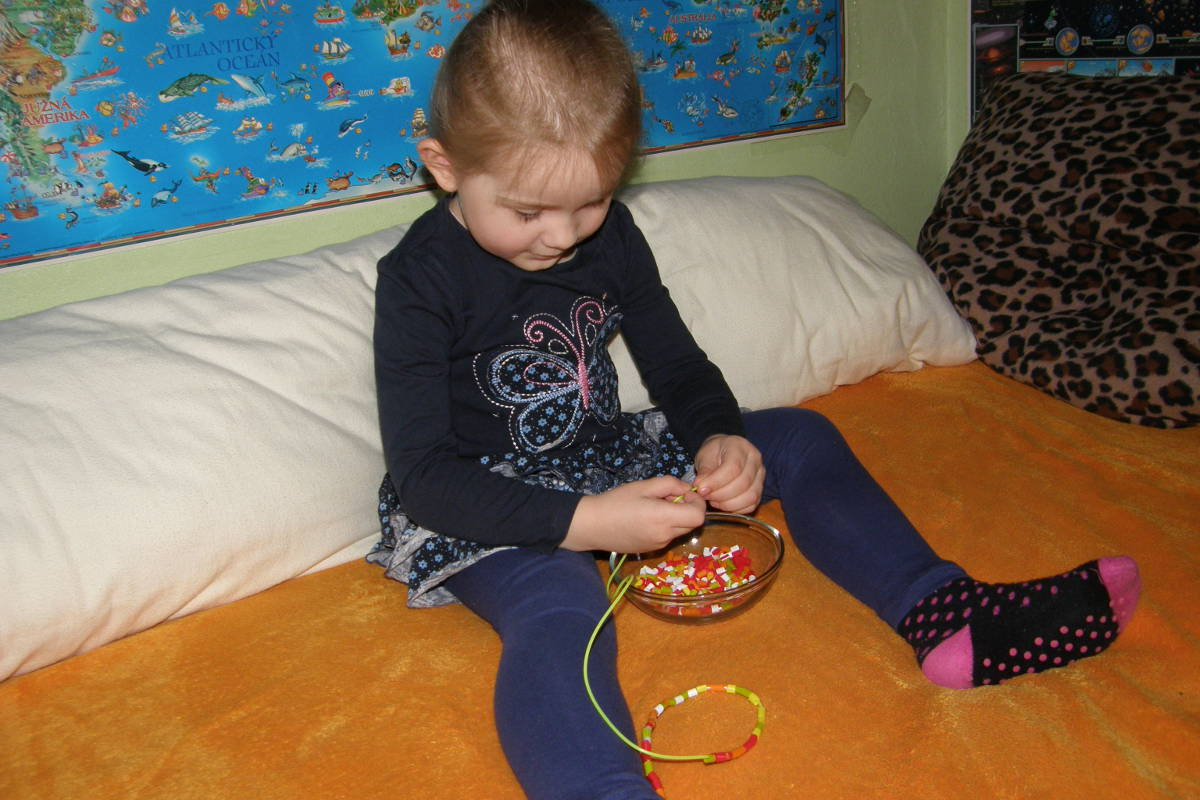 ATLANTICKÝ
OCEÁN
JUŽNÁ
AMERIKA
AUSTRÁLIA